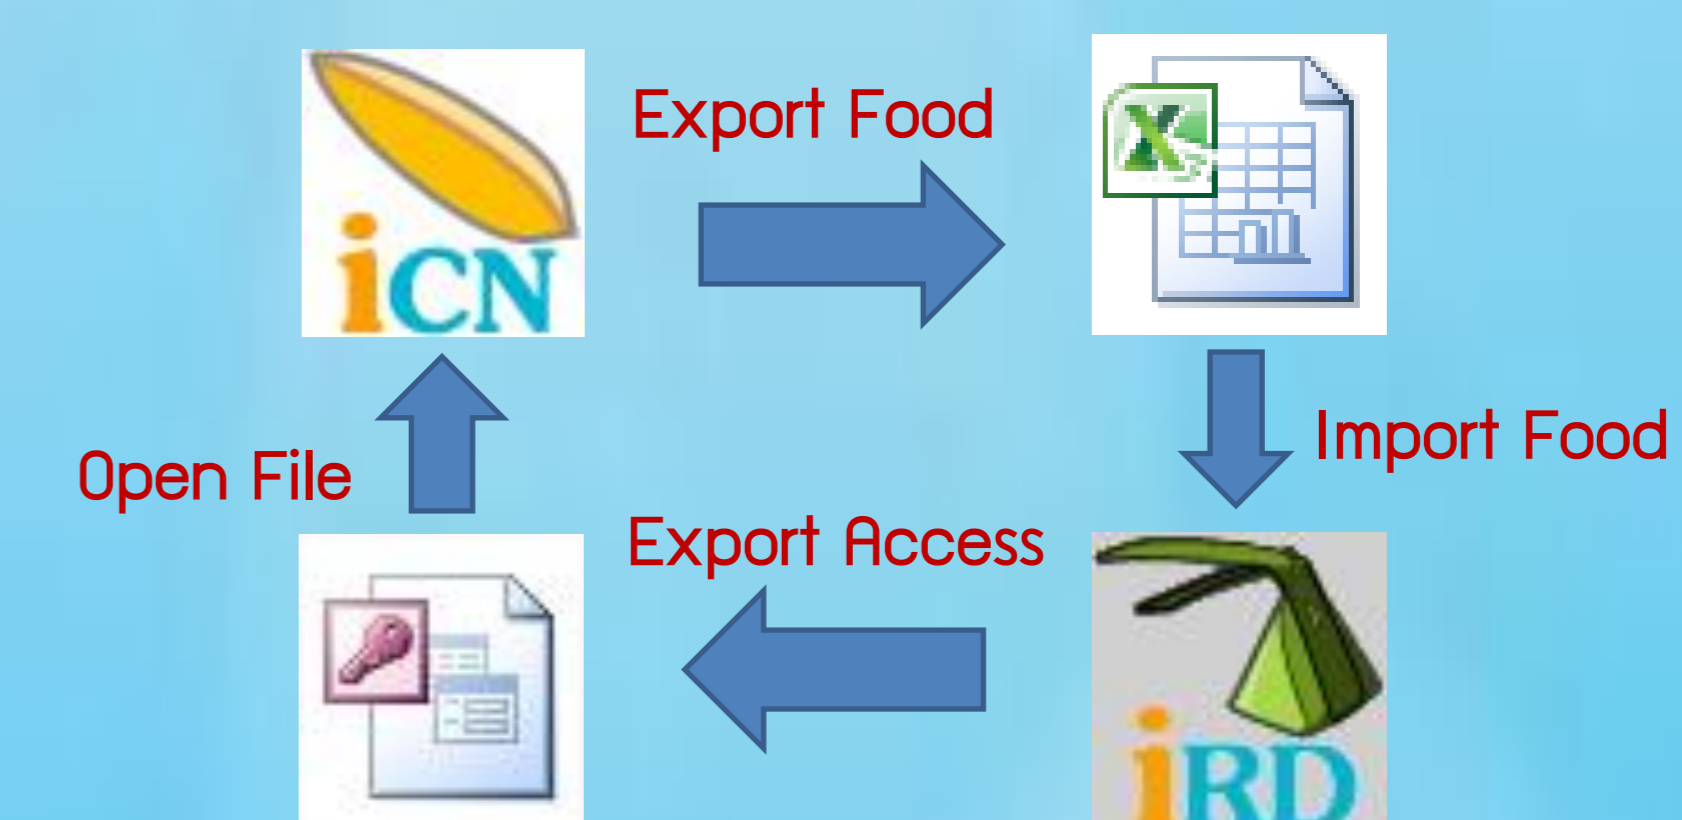 Export Food
iCN
Import Food
Open File
Export Access
iRD